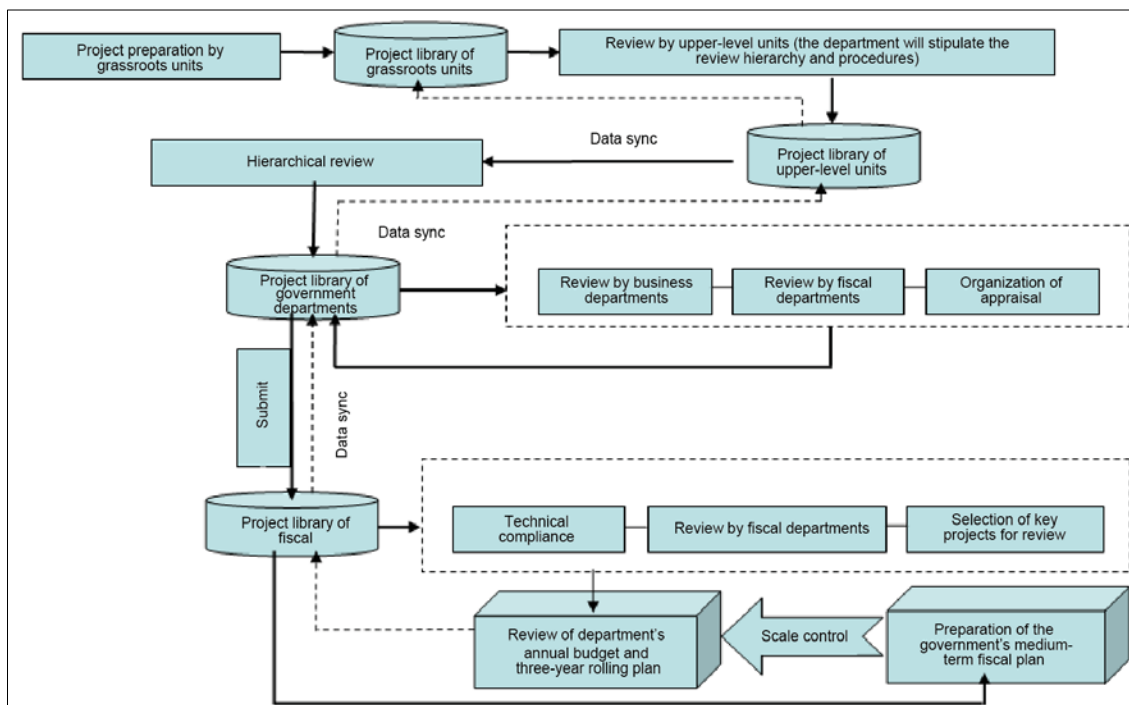 Project preparation by
grassroots units
Project library of
grassroots units
Review by upper-level units (the department will stipulate the
review hierarchy and procedures)
Data sync
Project library of
upper-level units
Hierarchical review
Data sync
Project library of
government
departments
Review by business
departments
Review by fiscal
departments
Organization of
appraisal
Submit
Data sync
Project library of
fiscal
Technical
compliance
Review by fiscal departments
Selection of key
projects for review
Review of department's
annual budget and
three-year rolling plan
Scale control
Preparation of the
government's medium-
term fiscal plan